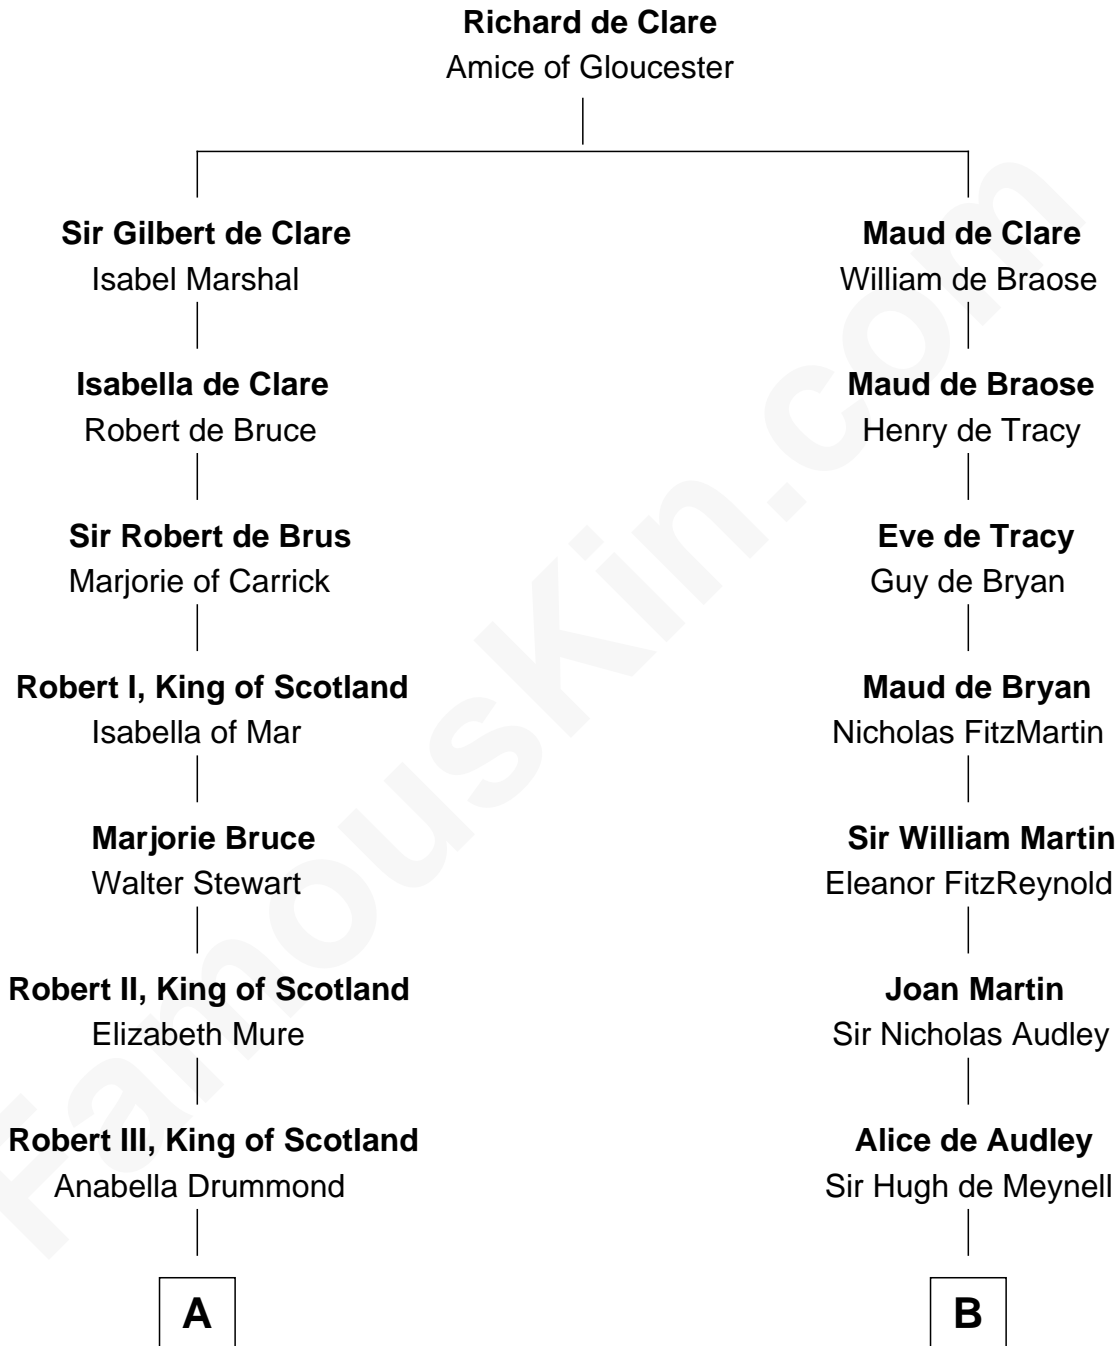 Richard de Clare
Amice of Gloucester
Sir Gilbert de Clare
Isabel Marshal
Maud de Clare
William de Braose
Isabella de Clare
Robert de Bruce
Maud de Braose
Henry de Tracy
Sir Robert de Brus
Marjorie of Carrick
Eve de Tracy
Guy de Bryan
Robert I, King of Scotland
Isabella of Mar
Maud de Bryan
Nicholas FitzMartin
Marjorie Bruce
Walter Stewart
Sir William Martin
Eleanor FitzReynold
Robert II, King of Scotland
Elizabeth Mure
Joan Martin
Sir Nicholas Audley
Robert III, King of Scotland
Anabella Drummond
Alice de Audley
Sir Hugh de Meynell
A
B
FamousKin.com